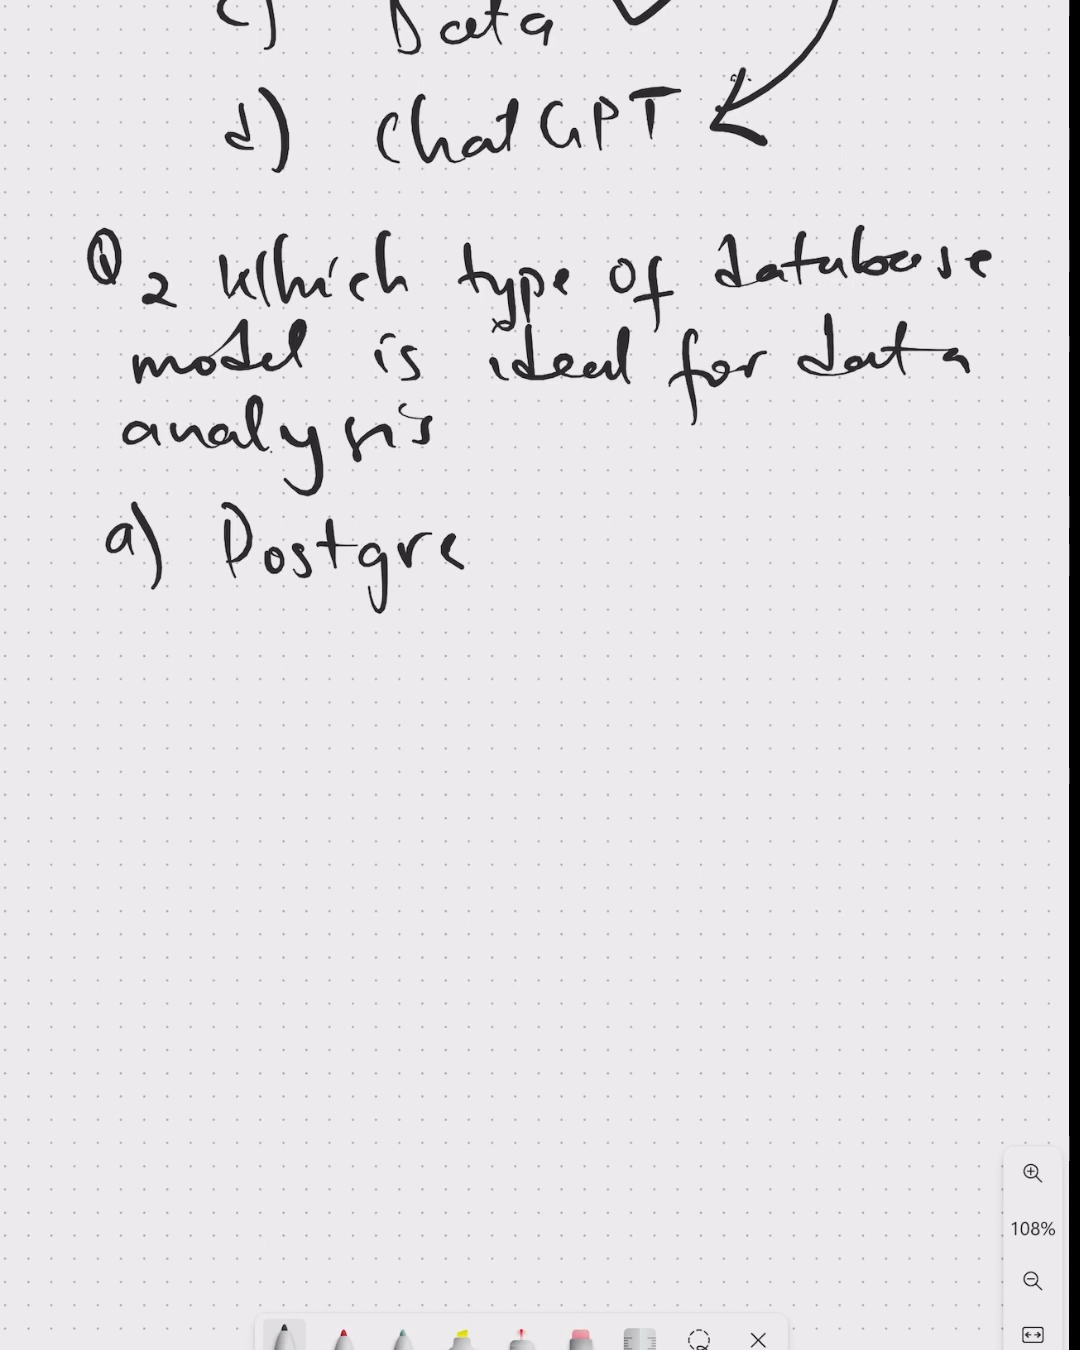 c) Data
d) ChatGPT
Q2 Which type of database
model is ideal for data
analysis
a) Postgre
108%